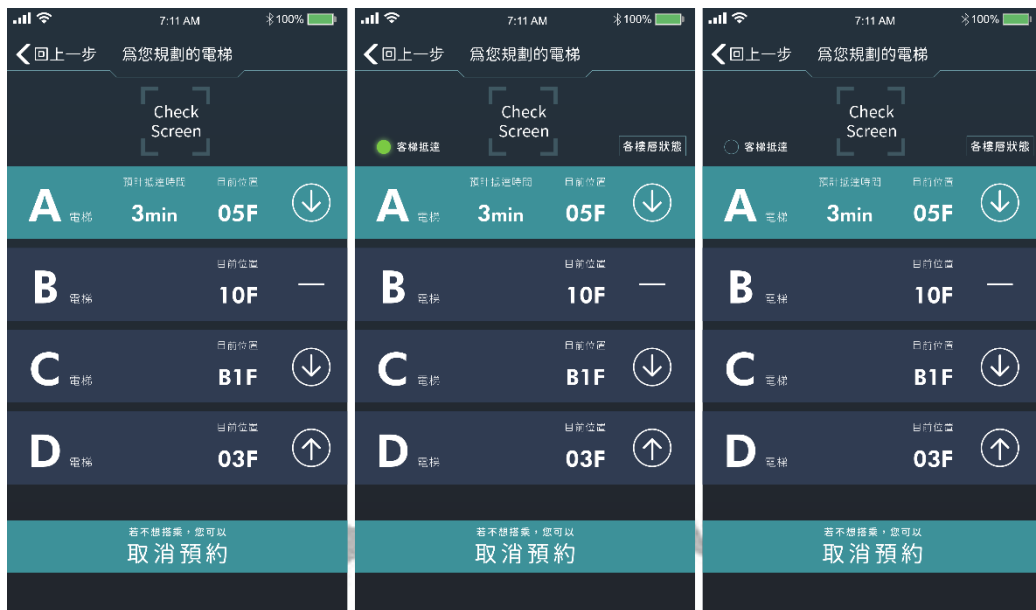 7:11 AM 100%
回上一步 為您規劃的電梯
Check
Screen
預計抵達時間 目前位置
A 電梯 3min 05F
目前位置
B 電梯 10F
目前位置
C 電梯 B1F
目前位置
D 電梯 03F
若不想搭乘，您可以
取消預約
7:11 AM 100%
回上一步 為您規劃的電梯
Check
Screen
客梯抵達 各樓層狀態
預計抵達時間 目前位置
A 電梯 3min 05F
目前位置
B 電梯 10F
目前位置
C 電梯 B1F
目前位置
D 電梯 03F
若不想搭乘，您可以
取消預約
7:11 AM 100%
回上一步 為您規劃的電梯
Check
Screen
客梯抵達 各樓層狀態
預計抵達時間 目前位置
A 電梯 3min 05F
目前位置
B 電梯 10F
目前位置
C 電梯 B1F
目前位置
D 電梯 03F
若不想搭乘，您可以
取消預約